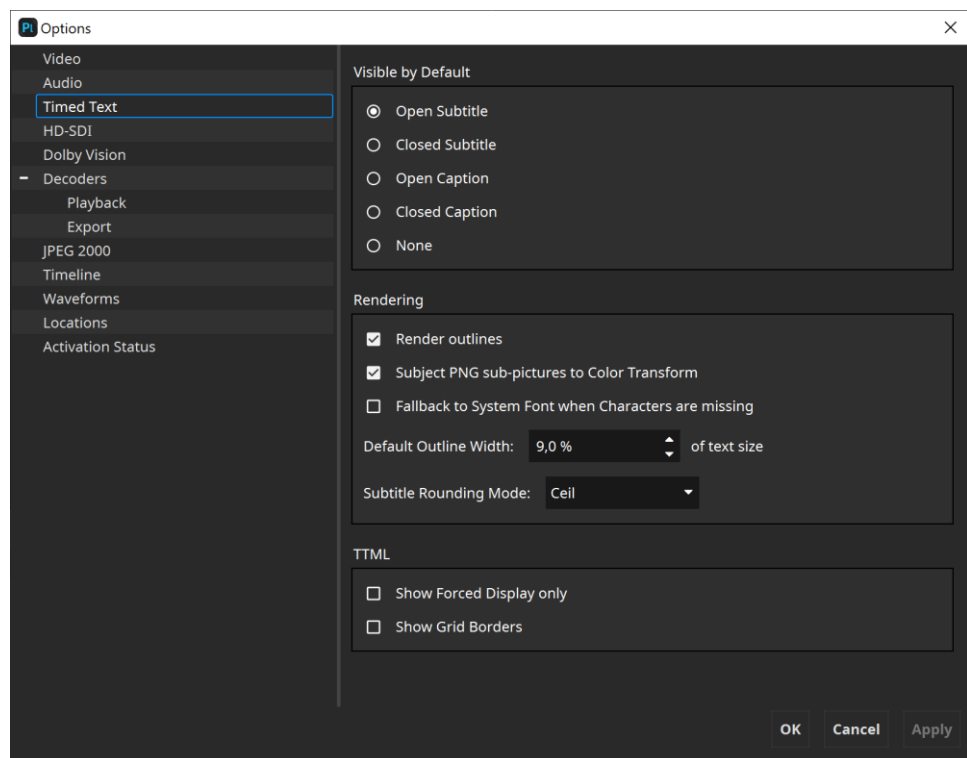 Pl Options
Video
Audio
Timed Text
HD-SDI
Dolby Vision
Decoders
Playback
Export
JPEG 2000
Timeline
Waveforms
Locations
Activation Status
Visible by Default
Open Subtitle
Closed Subtitle
Open Caption
Closed Caption
None
Rendering
Render outlines
Subject PNG sub-pictures to Color Transform
Fallback to System Font when Characters are missing
Default Outline Width: 9,0 % of text size
Subtitle Rounding Mode: Ceil
TTML
Show Forced Display only
Show Grid Borders
OK Cancel Apply